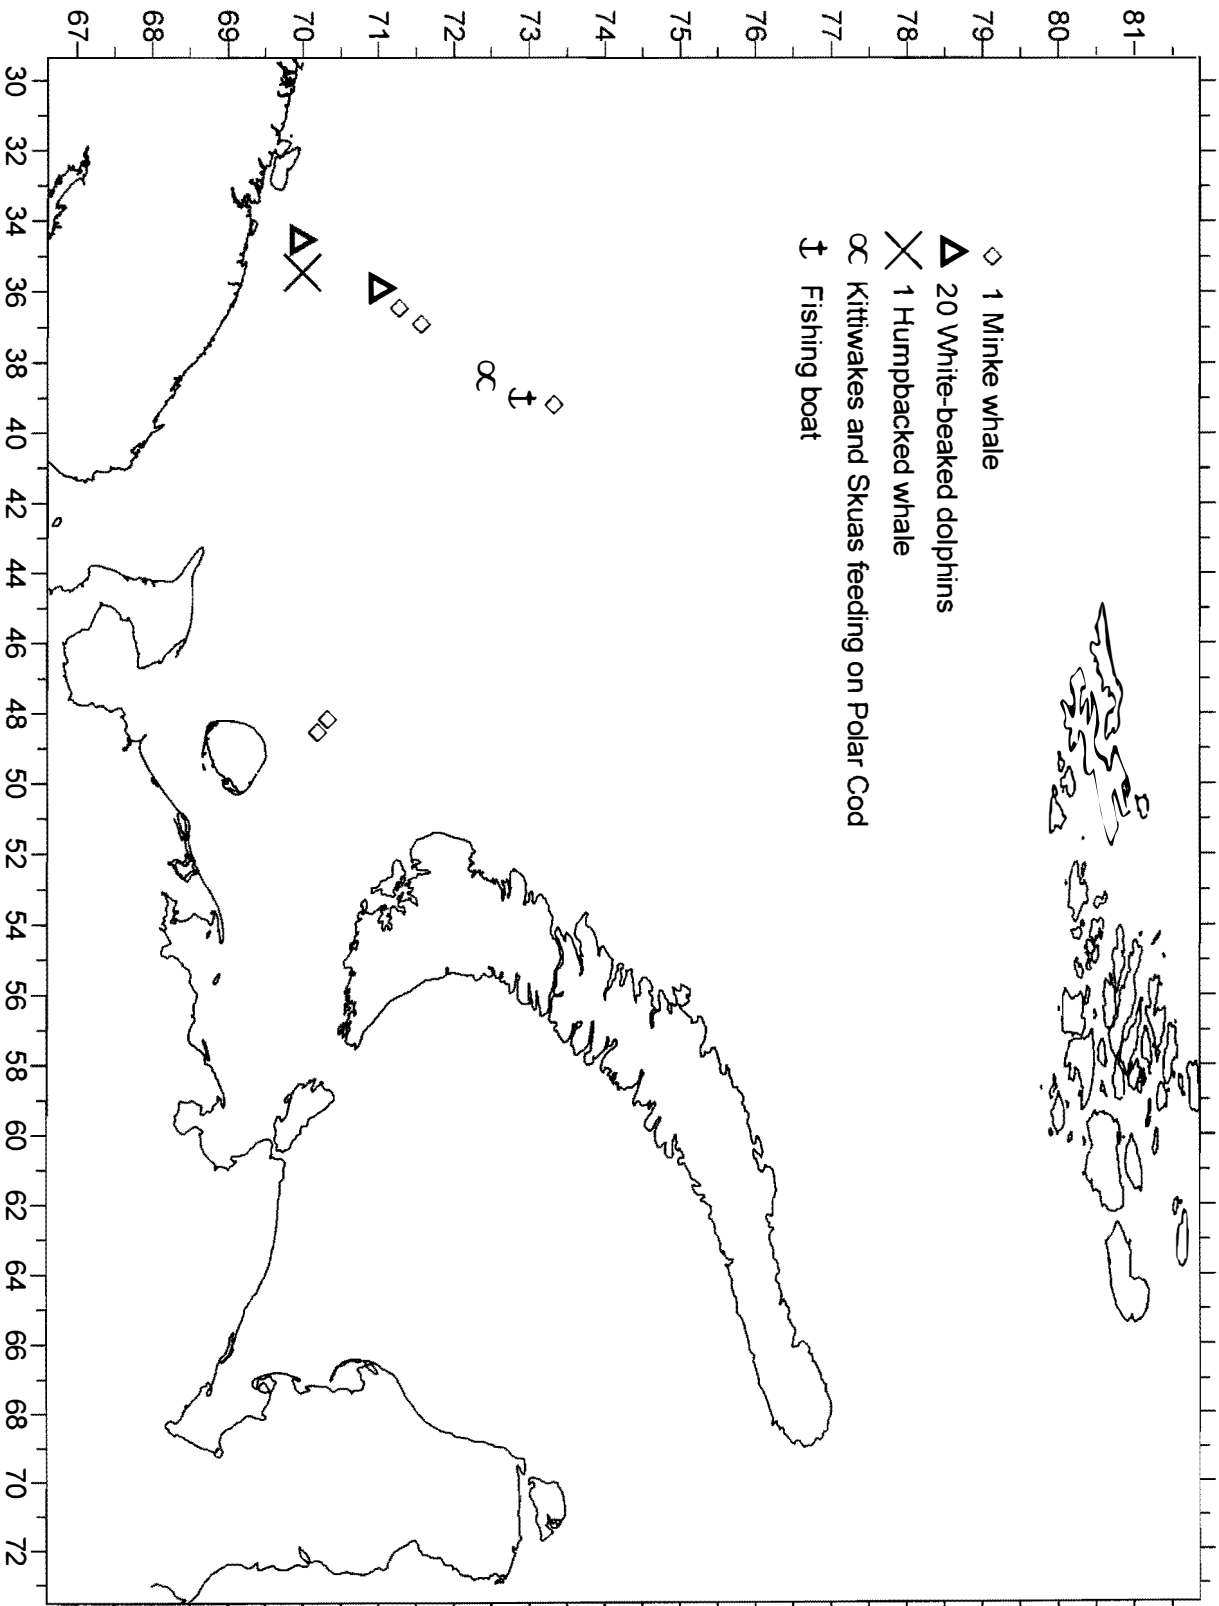 1 Minke whale
20 White-beaked dolphins
1 Humpbacked whale
Kittiwakes and Skuas feeding on Polar Cod
Fishing boat
81
80
79
78
77
76
75
74
73
72
71
70
69
68
67
30 32 34 36 38 40 42 44 46 48 50 52 54 56 58 60 62 64 66 68 70 72